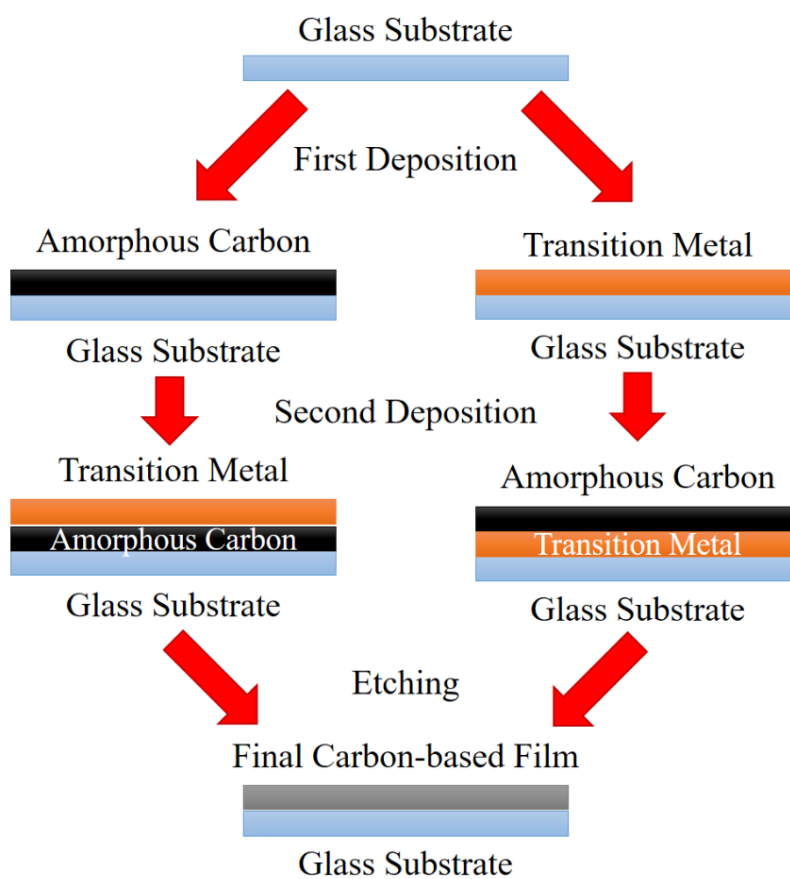 Glass Substrate
First Deposition
Amorphous Carbon
Transition Metal
Glass Substrate
Glass Substrate
Second Deposition
Transition Metal
Amorphous Carbon
Amorphous Carbon
Transition Metal
Glass Substrate
Glass Substrate
Etching
Final Carbon-based Film
Glass Substrate